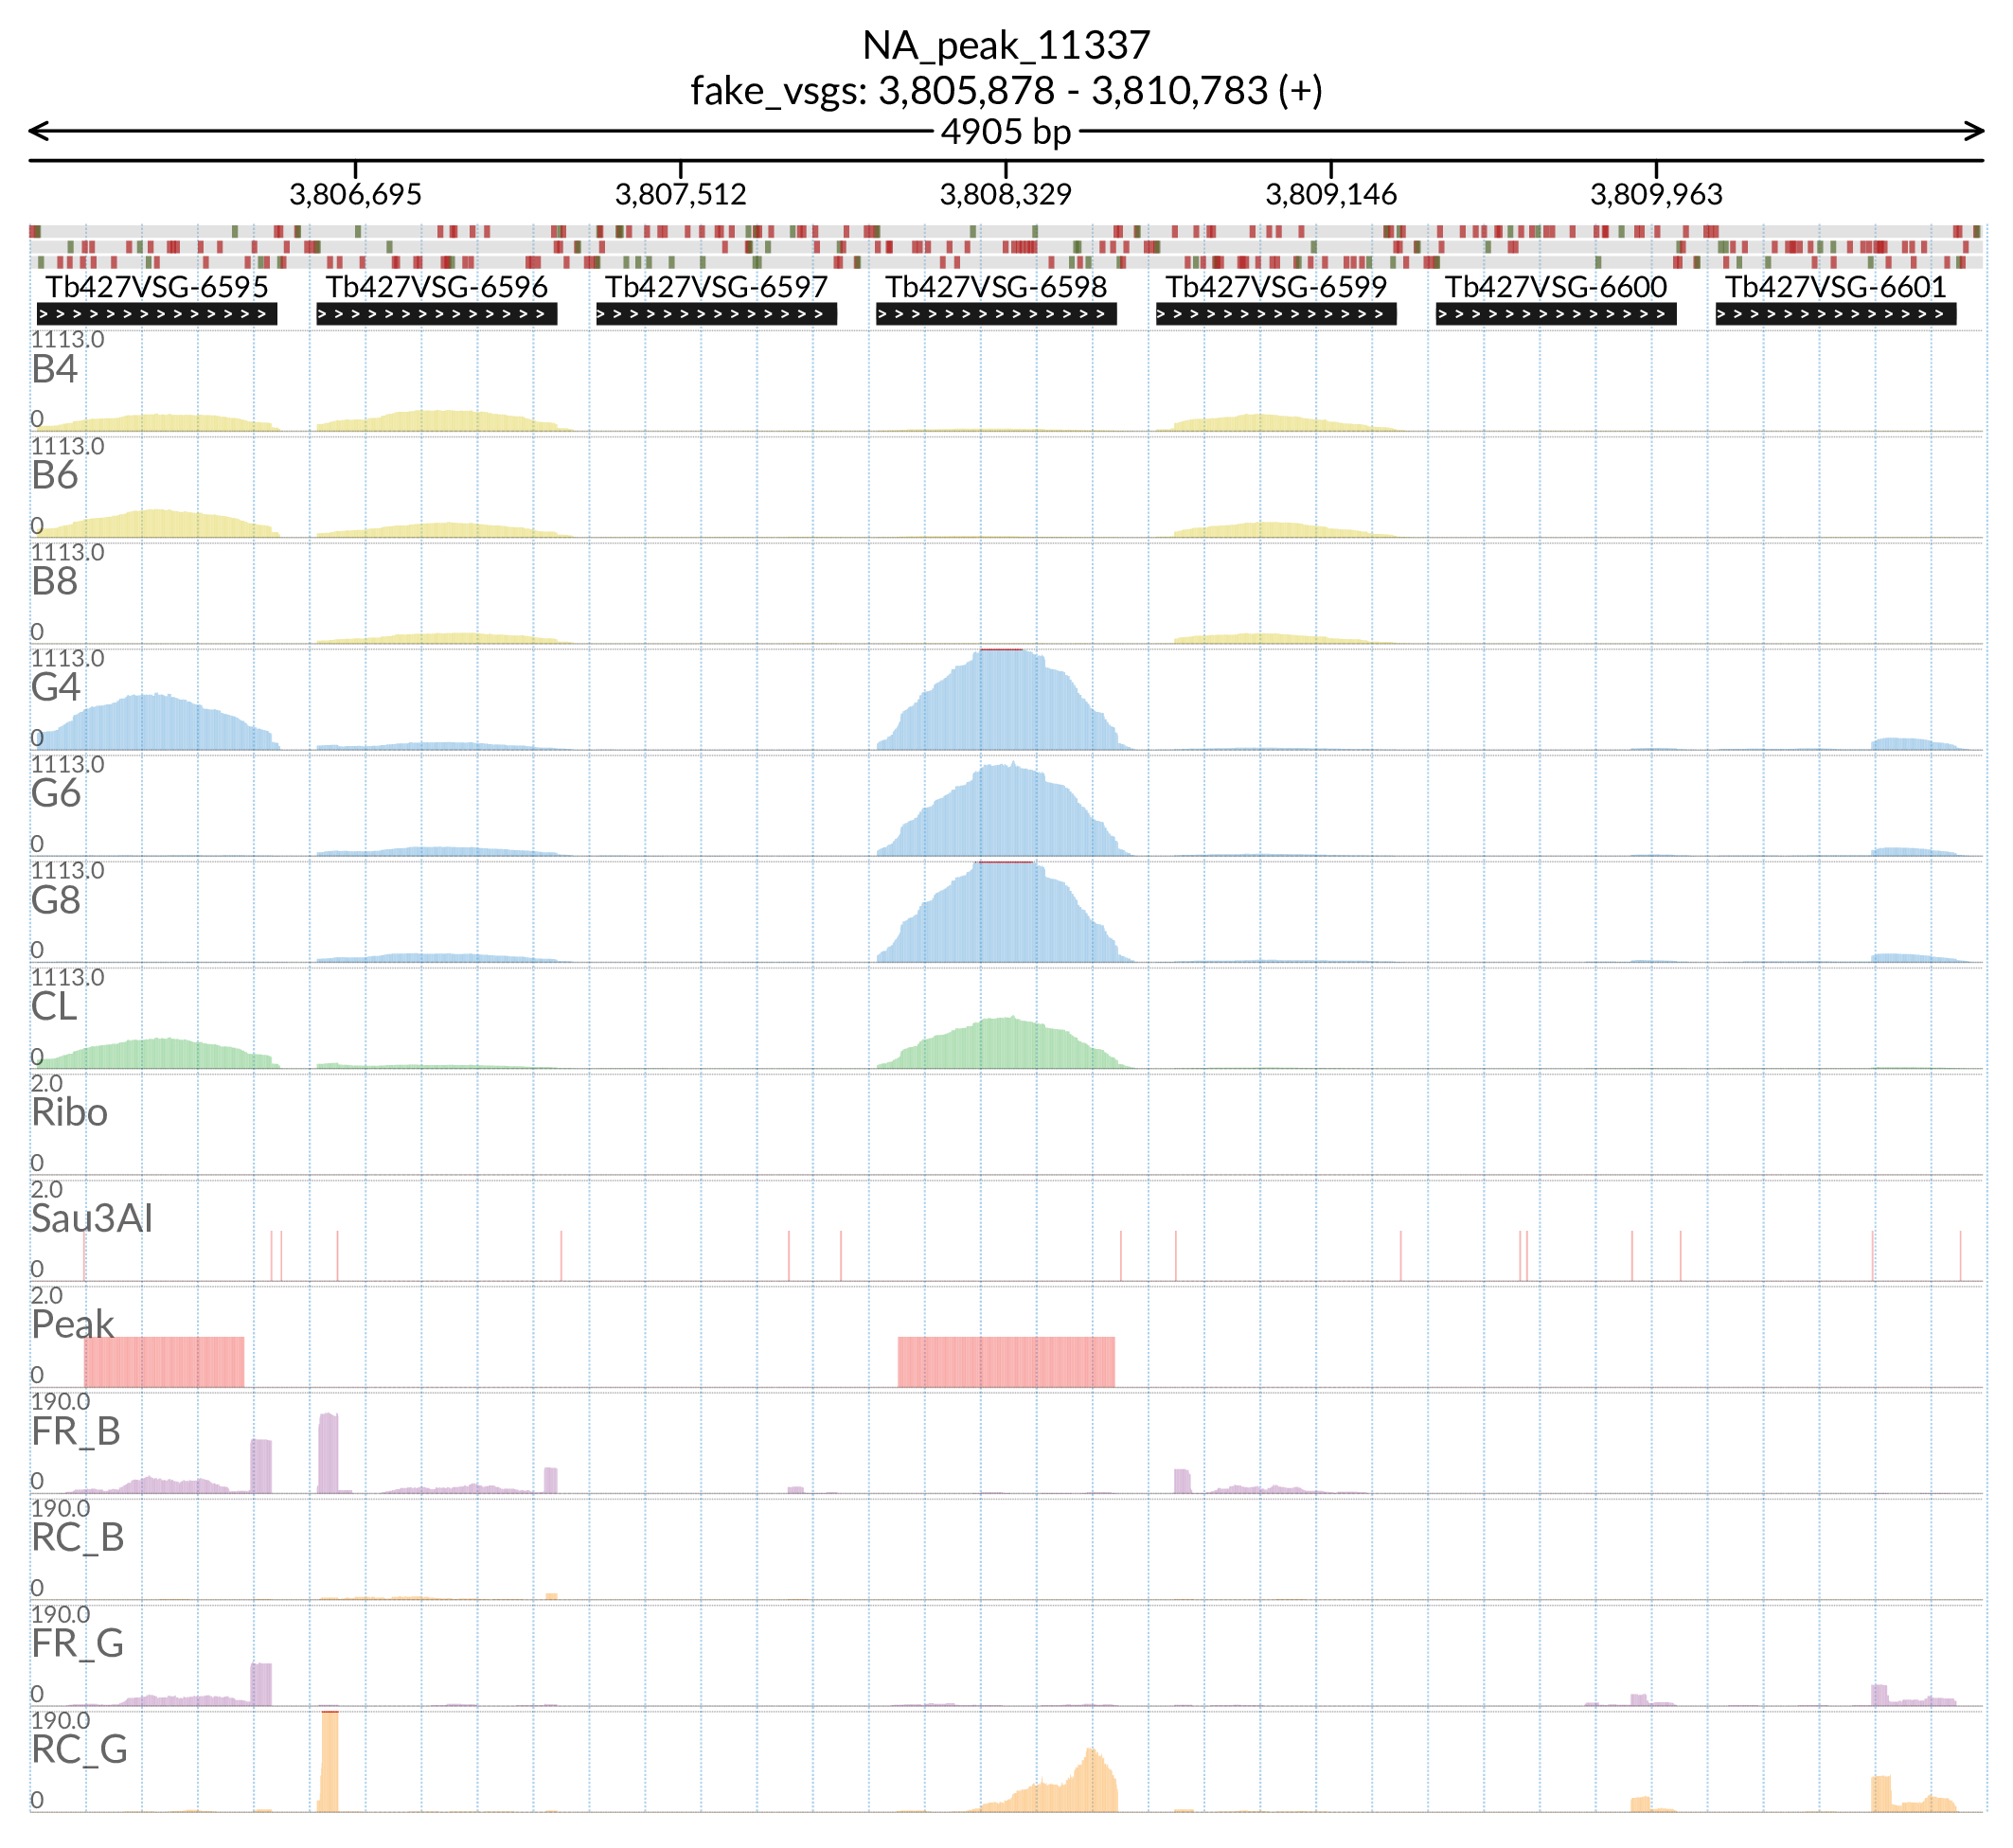 NA_peak_11337
fake_vsgs: 3,805,878 - 3,810,783 (+)
4905 bp
3,806,695 3,807,512 3,808,329 3,809,146 3,809,963
Tb427VSG-6595 Tb427VSG-6596 Tb427VSG-6597 Tb427VSG-6598 Tb427VSG-6599 Tb427VSG-6600 Tb427VSG-6601
1113.0
B4
0
1113.0
B6
0
1113.0
B8
0
1113.0
G4
0
1113.0
G6
0
1113.0
G8
0
1113.0
CL
0
2.0
Ribo
0
2.0
Sau3AI
0
2.0
Peak
0
190.0
FR_B
0
190.0
RC_B
0
190.0
FR_G
0
190.0
RC_G
0